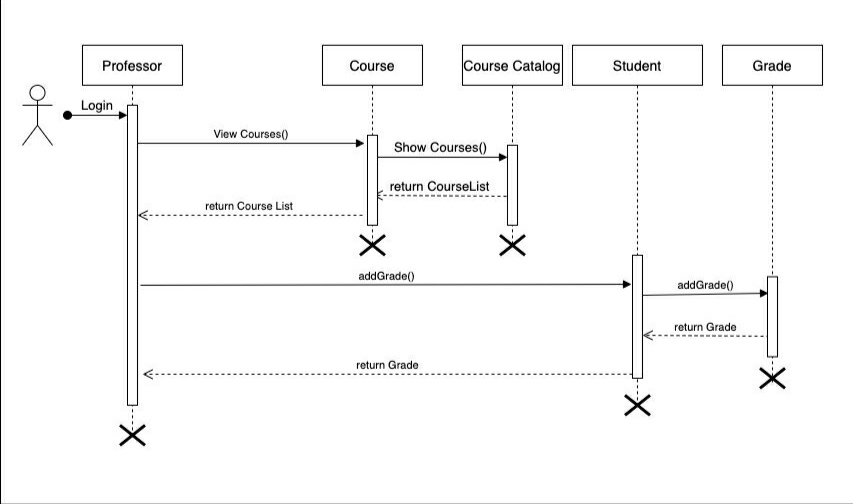 Professor
Course
Course Catalog
Student
Grade
Login
View Courses()
Show Courses()
return CourseList
return Course List
addGrade()
addGrade()
return Grade
return Grade